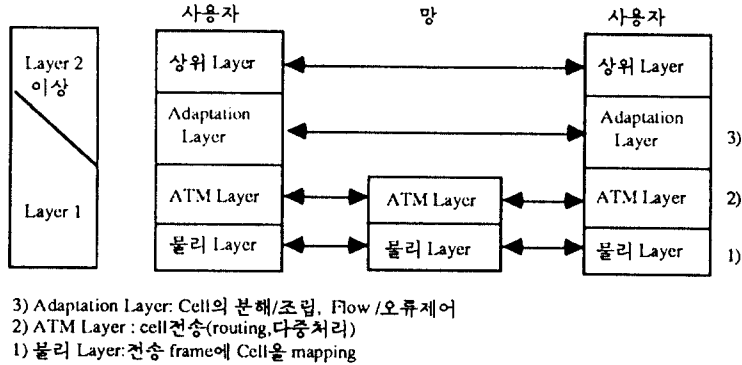 사용자 망 사용자
Layer 2
이상
Layer 1
상위 Layer
Adaptation
Layer
ATM Layer
물리 Layer
ATM Layer
물리 Layer
상위 Layer
Adaptation
Layer
3)
ATM Layer
2)
물리 Layer
1)
3) Adaptation Layer: Cell의 분해/조립, Flow /오류제어
2) ATM Layer : cell전송(routing,다중처리)
1) 물리 Layer:전송 frame에 Cell을 mapping